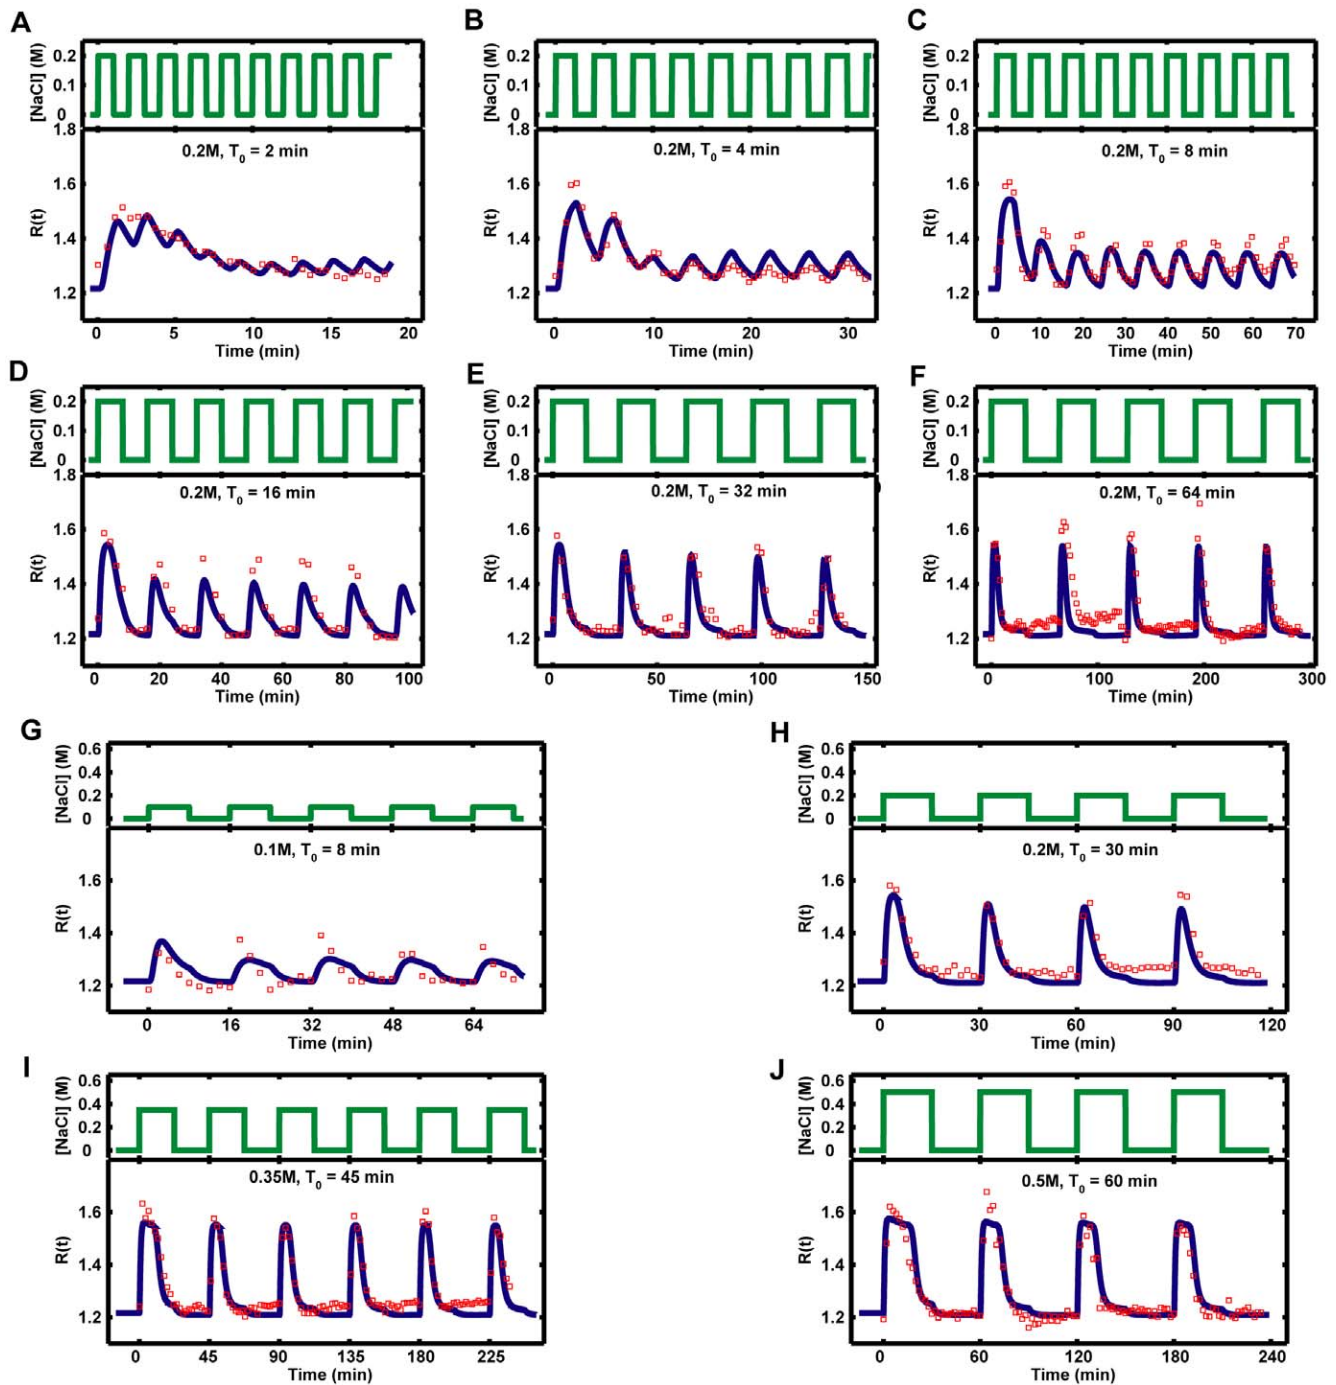 A
B
C
[NaCl] (M)
0.2
0.1
0
[NaCl] (M)
0.2
0.1
0
[NaCl] (M)
0.2
0.1
0
0.2M, T0 = 2 min
0.2M, T0 = 4 min
0.2M, T0 = 8 min
R(t)
1.8
1.6
1.4
1.2
R(t)
1.8
1.6
1.4
1.2
R(t)
1.8
1.6
1.4
1.2
0 5 10 15 20
0 10 20 30
0 10 20 30 40 50 60 70
Time (min)
Time (min)
Time (min)
D
E
F
[NaCl] (M)
0.2
0.1
0
[NaCl] (M)
0.2
0.1
0
[NaCl] (M)
0.2
0.1
0
0.2M, T0 = 16 min
0.2M, T0 = 32 min
0.2M, T0 = 64 min
R(t)
1.8
1.6
1.4
1.2
R(t)
1.8
1.6
1.4
1.2
R(t)
1.8
1.6
1.4
1.2
0 20 40 60 80 100
0 50 100 150
0 100 200 300
Time (min)
Time (min)
Time (min)
G
H
[NaCl] (M)
0.6
0.4
0.2
0
[NaCl] (M)
0.6
0.4
0.2
0
0.1M, T0 = 8 min
0.2M, T0 = 30 min
R(t)
1.6
1.4
1.2
R(t)
1.6
1.4
1.2
0 16 32 48 64
0 30 60 90 120
Time (min)
Time (min)
I
J
[NaCl] (M)
0.6
0.4
0.2
0
[NaCl] (M)
0.6
0.4
0.2
0
0.35M, T0 = 45 min
0.5M, T0 = 60 min
R(t)
1.6
1.4
1.2
R(t)
1.6
1.4
1.2
0 45 90 135 180 225
0 60 120 180 240
Time (min)
Time (min)